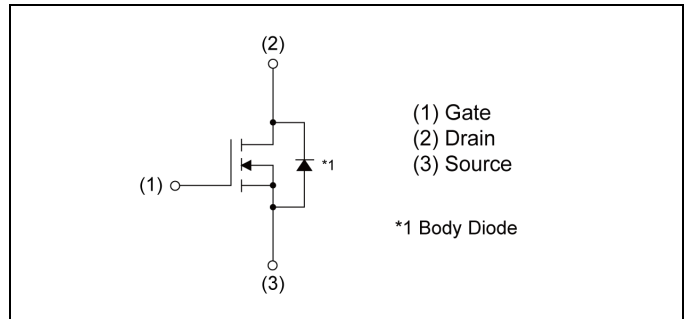 (2)
(1) Gate
(2) Drain
(3) Source
*1
(1)
*1 Body Diode
(3)